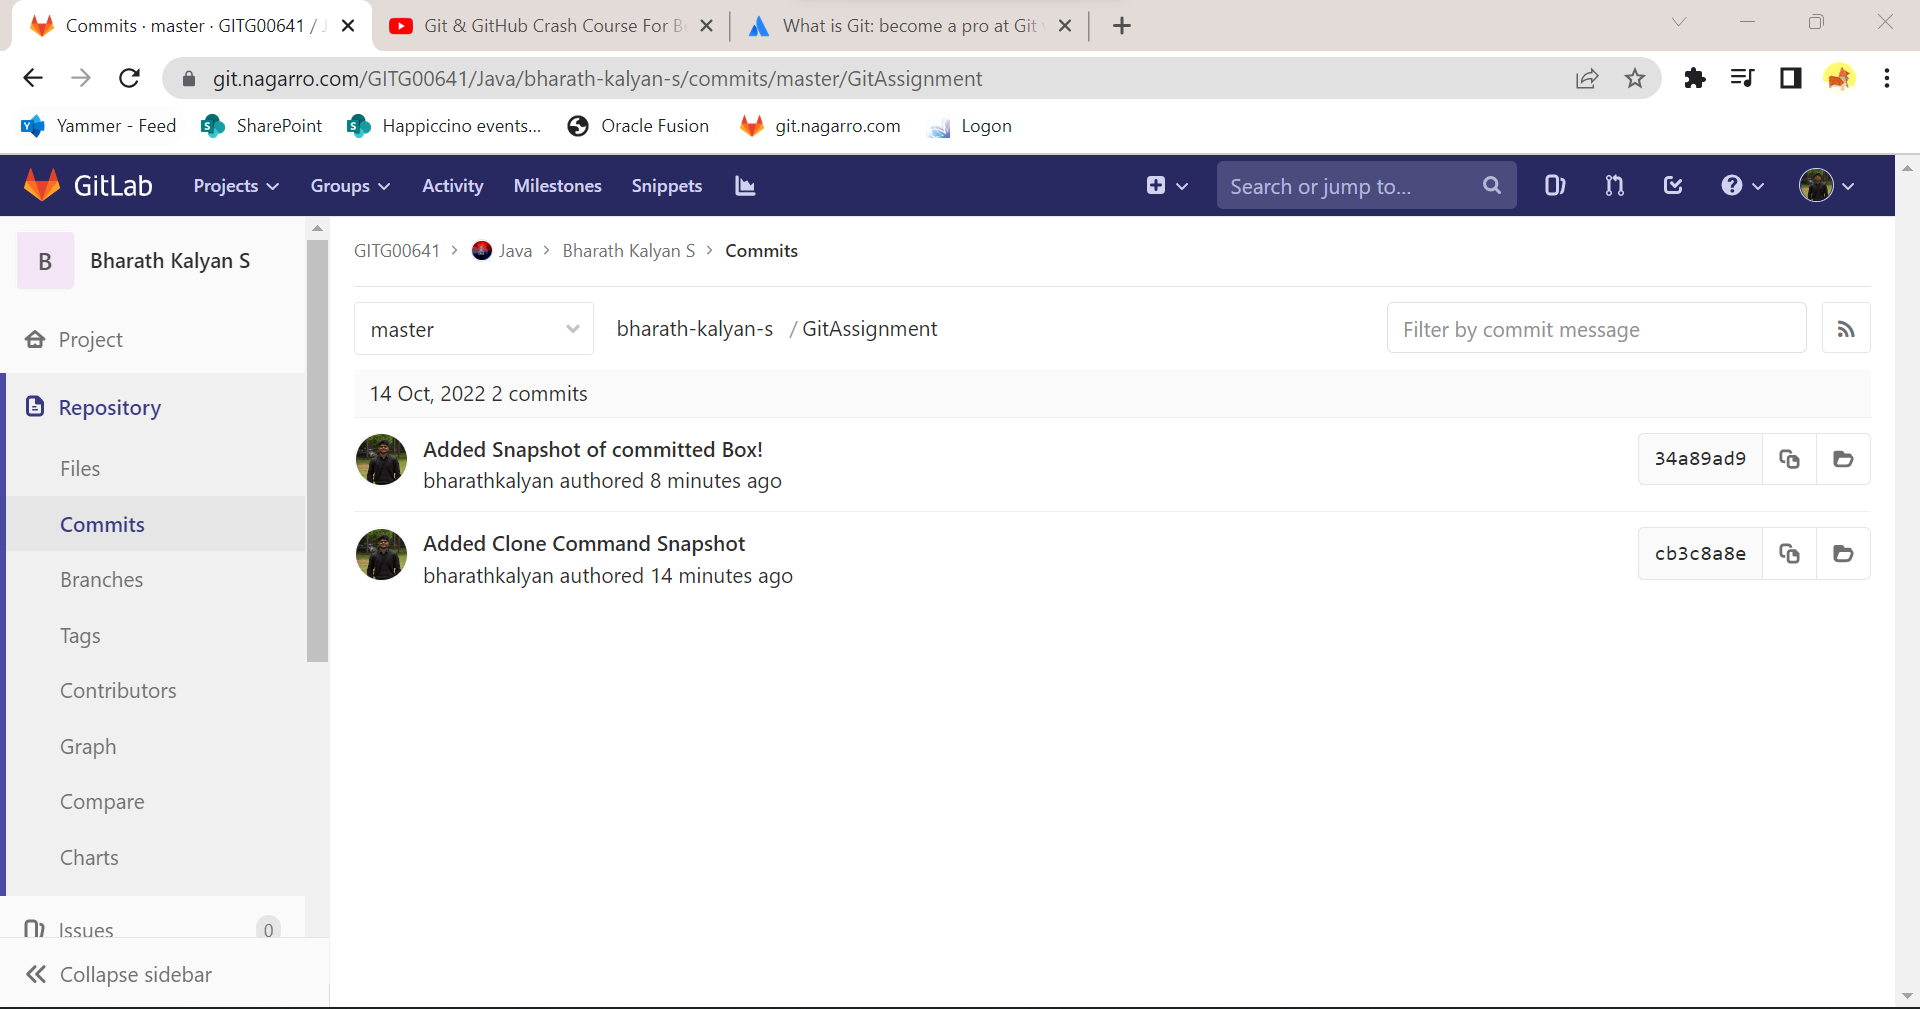 Commits · master · GITG00641 / J
Git & GitHub Crash Course For Be
What is Git: become a pro at Git
git.nagarro.com/GITG00641/Java/bharath-kalyan-s/commits/master/GitAssignment
Yammer - Feed
SharePoint
Happiccino events...
Oracle Fusion
git.nagarro.com
Logon
GitLab
Projects
Groups
Activity
Milestones
Snippets
Search or jump to...
B
Bharath Kalyan S
GITG00641 > Java > Bharath Kalyan S > Commits
master
bharath-kalyan-s / GitAssignment
Filter by commit message
14 Oct, 2022 2 commits
Added Snapshot of committed Box!
bharathkalyan authored 8 minutes ago
34a89ad9
Added Clone Command Snapshot
bharathkalyan authored 14 minutes ago
cb3c8a8e
Project
Repository
Files
Commits
Branches
Tags
Contributors
Graph
Compare
Charts
Issues 0
Collapse sidebar